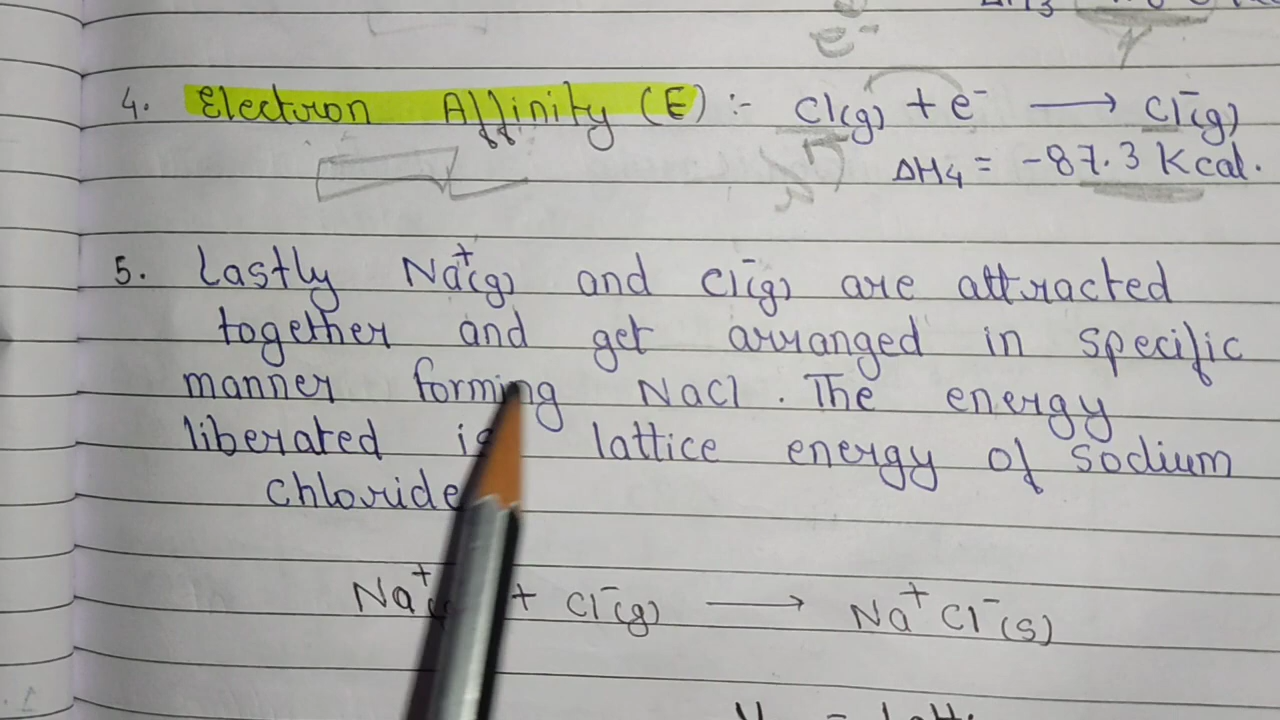 e⁻
4. Electron Affinity (E) :- Cl(g) + e⁻ ⟶ Cl⁻(g)
ΔH4 = -87.3 Kcal.
5. Lastly Na⁺(g) and Cl⁻(g) are attracted
together and get arranged in specific
manner forming NaCl. The energy
liberated is lattice energy of sodium
chloride
Na⁺ + Cl⁻(g) ⟶ Na⁺Cl⁻(s)